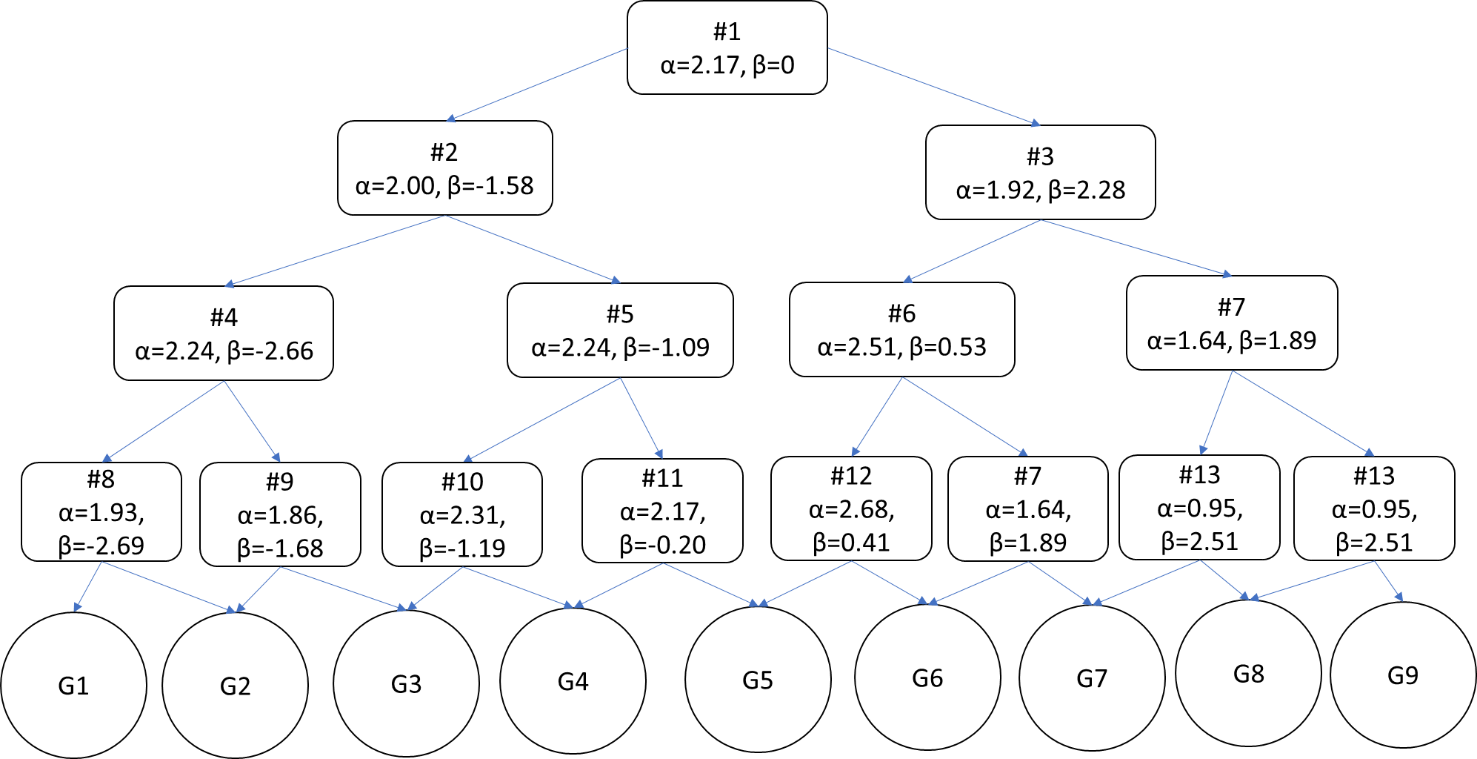 #1
α=2.17, β=0
#2
α=2.00, β=-1.58
#3
α=1.92, β=2.28
#4
α=2.24, β=-2.66
#5
α=2.24, β=-1.09
#6
α=2.51, β=0.53
#7
α=1.64, β=1.89
#8
α=1.93,
β=-2.69
#9
α=1.86,
β=-1.68
#10
α=2.31,
β=-1.19
#11
α=2.17,
β=-0.20
#12
α=2.68,
β=0.41
#7
α=1.64,
β=1.89
#13
α=0.95,
β=2.51
#13
α=0.95,
β=2.51
G1
G2
G3
G4
G5
G6
G7
G8
G9